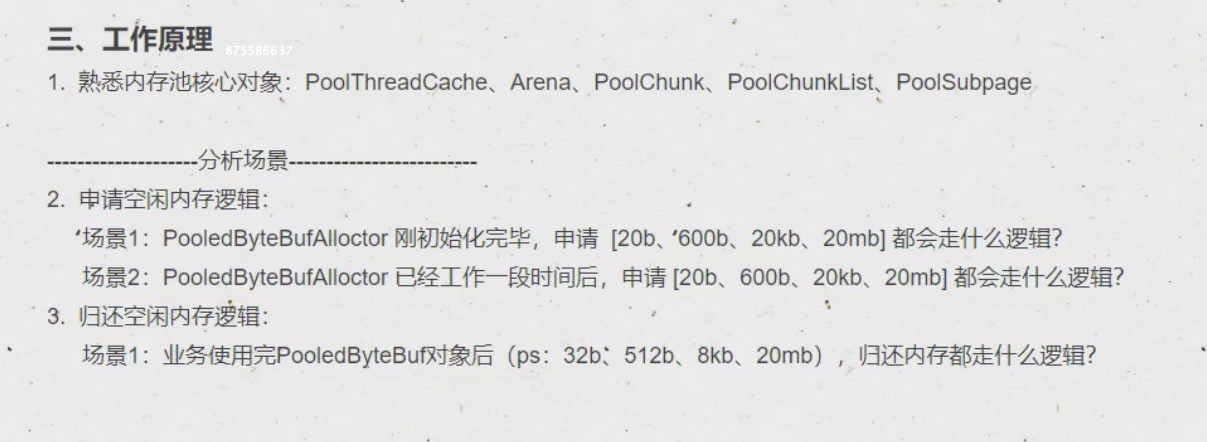 三、工作原理
875586637
1. 熟悉内存池核心对象：PoolThreadCache、Arena、PoolChunk、PoolChunkList、PoolSubpage
--------------------分析场景-------------------------
2. 申请空闲内存逻辑：
场景1：PooledByteBufAlloctor 刚初始化完毕，申请 [20b、600b、20kb、20mb] 都会走什么逻辑？
场景2：PooledByteBufAlloctor 已经工作一段时间后，申请 [20b、600b、20kb、20mb] 都会走什么逻辑？
3. 归还空闲内存逻辑：
场景1：业务使用完PooledByteBuf对象后（ps：32b、512b、8kb、20mb），归还内存都走什么逻辑？